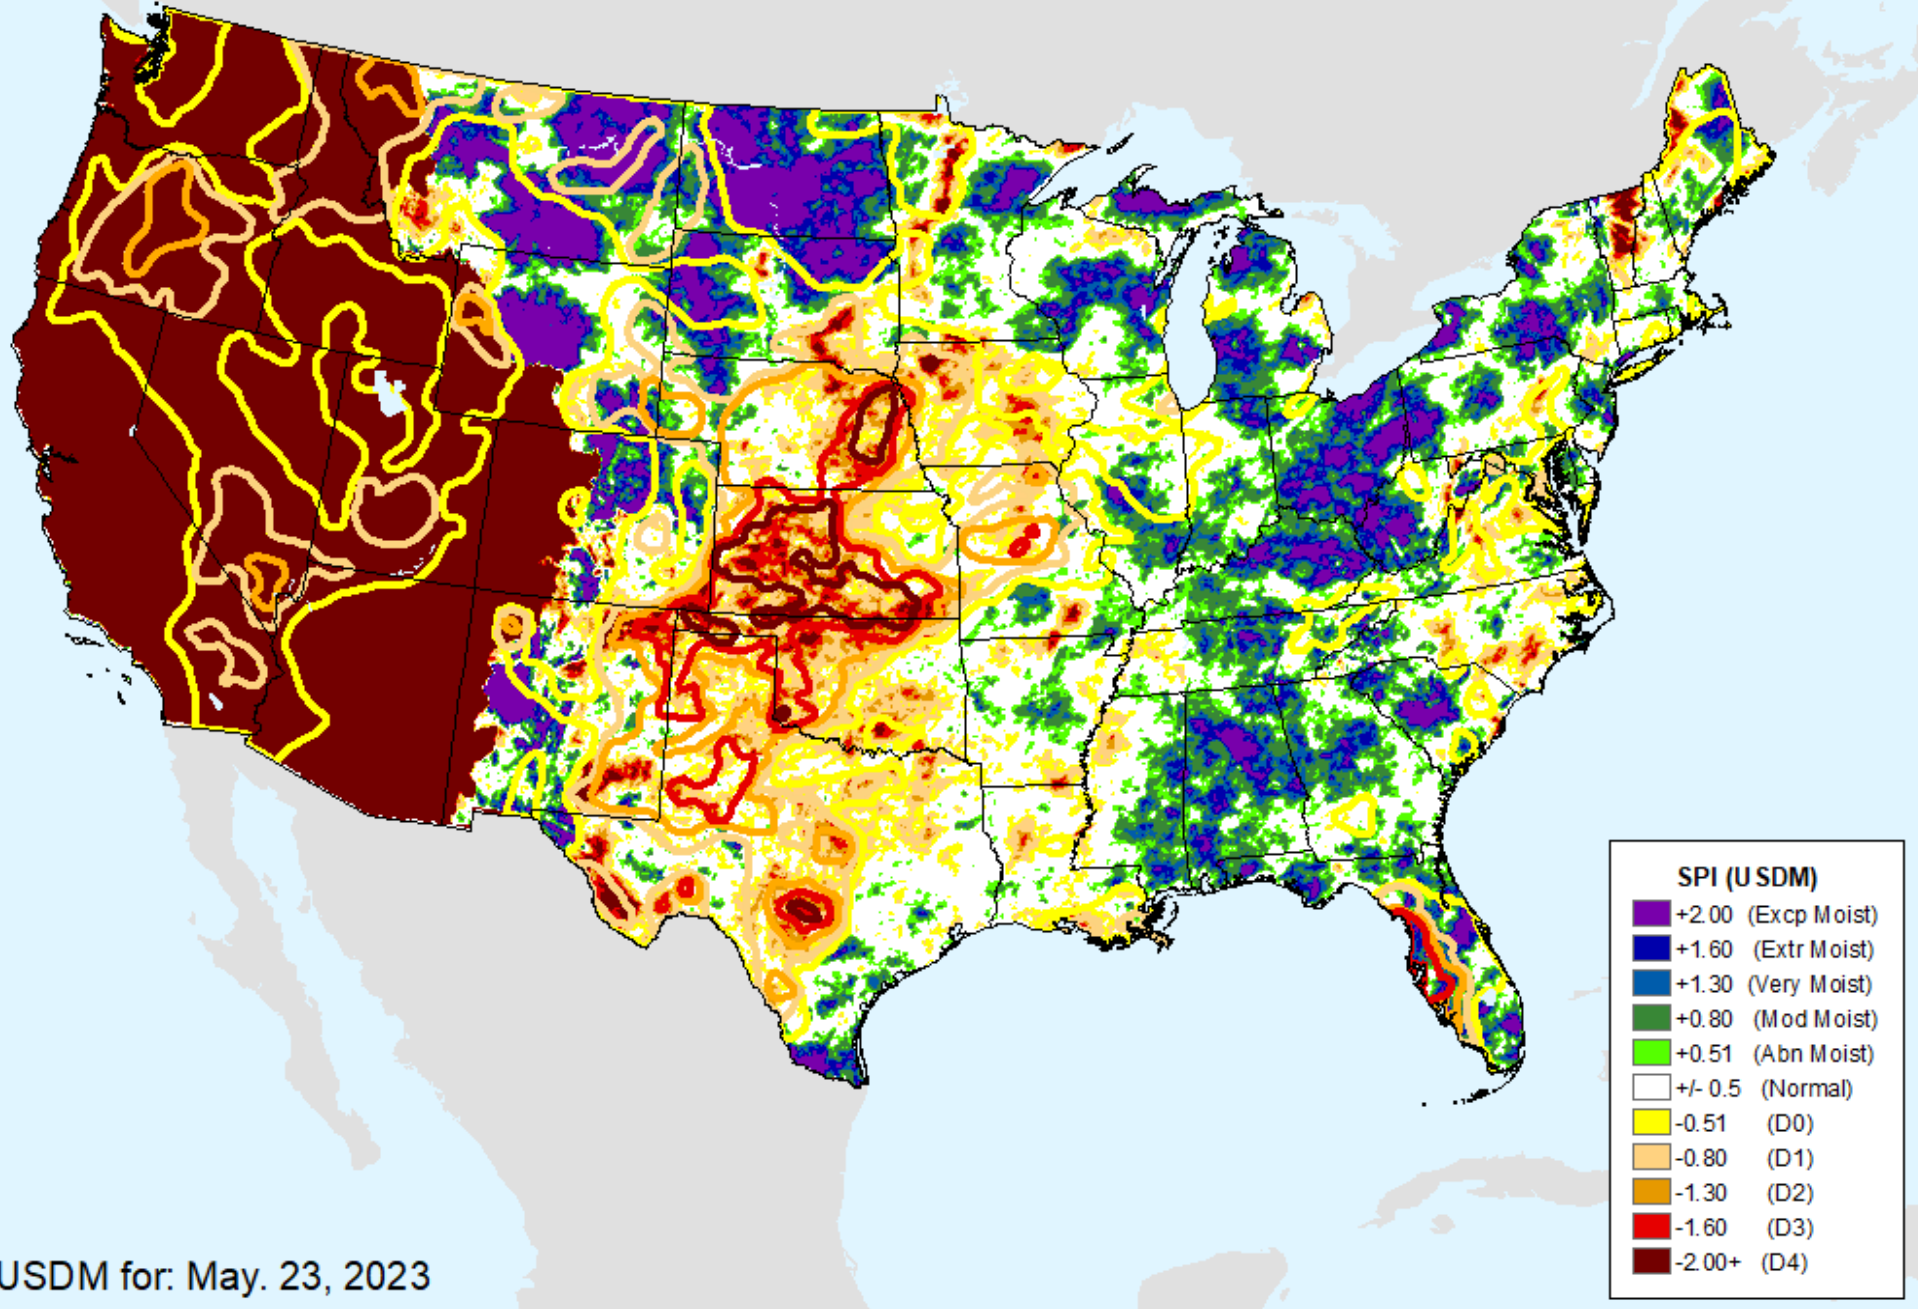 SPI (USDM)
+2.00 (Excp Moist)
+1.60 (Extr Moist)
+1.30 (Very Moist)
+0.80 (Mod Moist)
+0.51 (Abn Moist)
+/- 0.5 (Normal)
-0.51 (D0)
-0.80 (D1)
-1.30 (D2)
-1.60 (D3)
-2.00+ (D4)
USDM for: May. 23, 2023